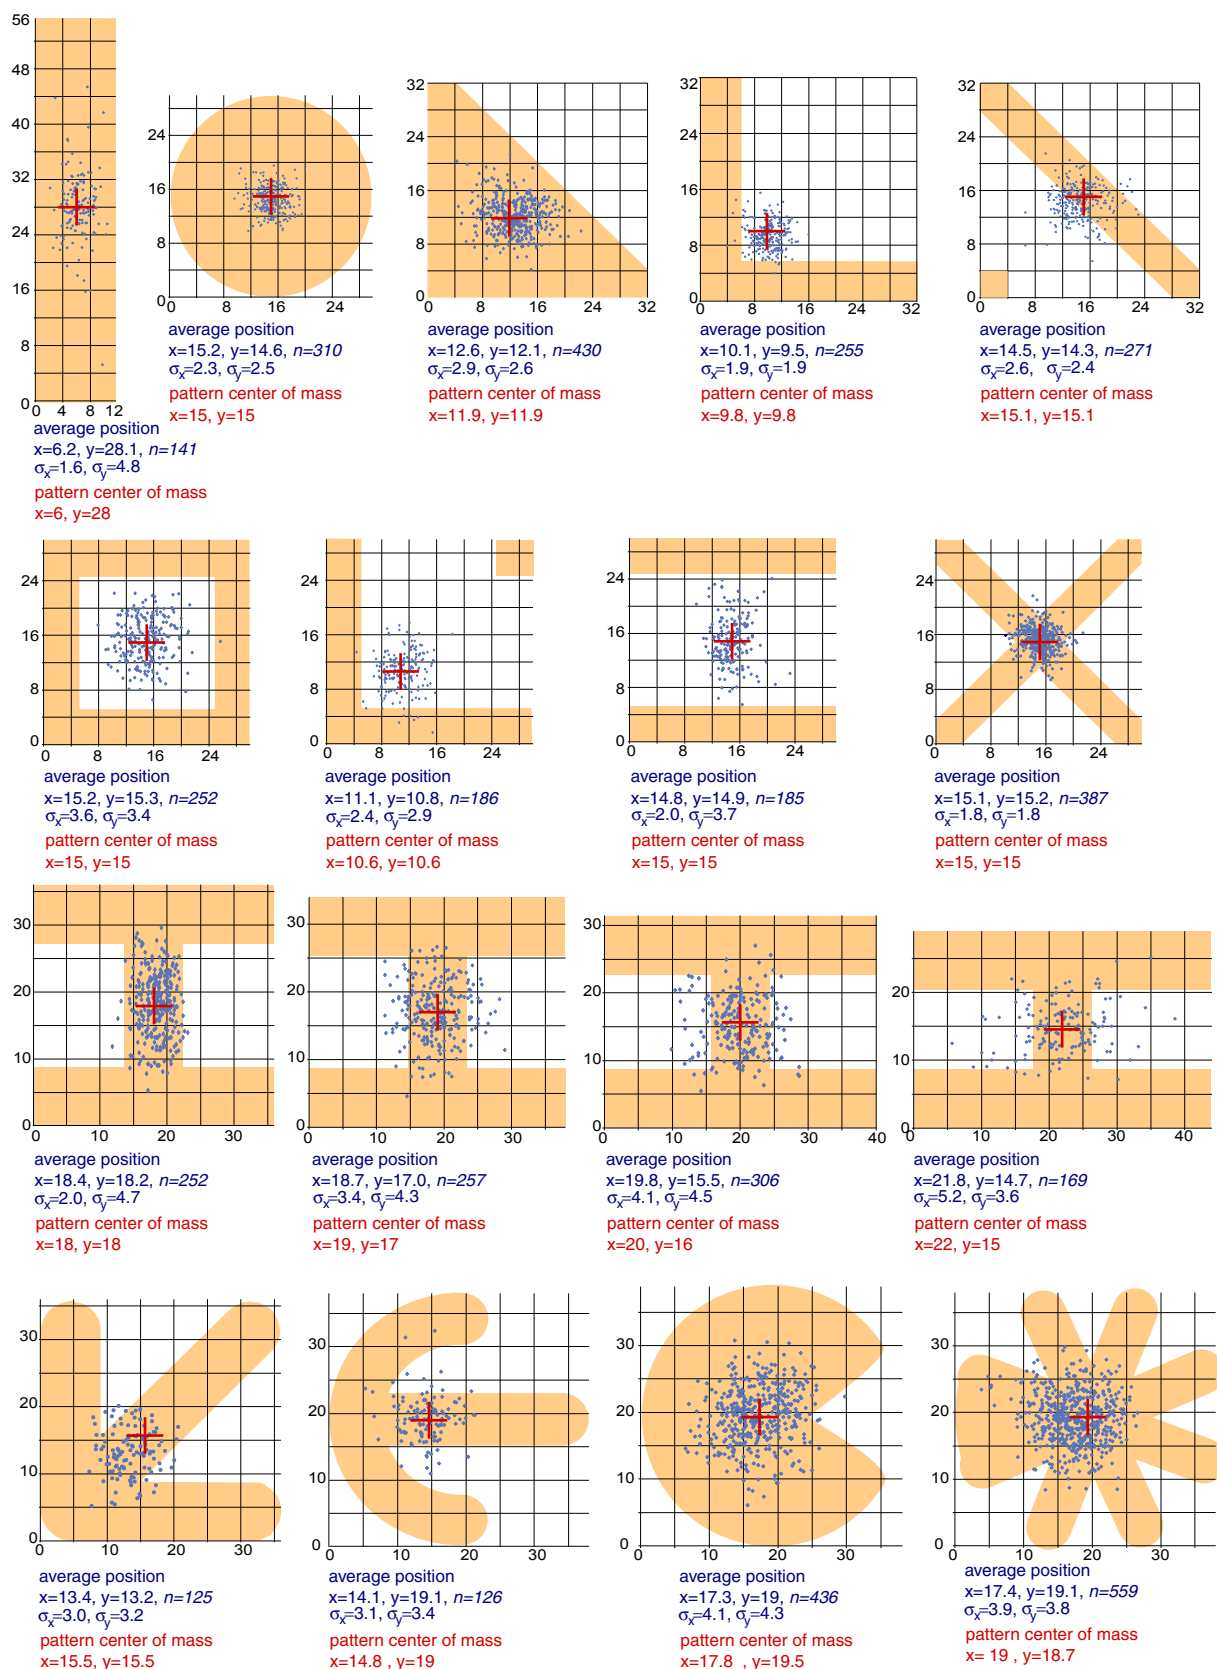 56
48
40
32
24
16
8
0
0 4 8 12
average position
x=6.2, y=28.1, n=141
σx=1.6, σy=4.8
pattern center of mass
x=6, y=28
24
16
8
0
0 8 16 24
average position
x=15.2, y=14.6, n=310
σx=2.3, σy=2.5
pattern center of mass
x=15, y=15
32
24
16
8
0
0 8 16 24 32
average position
x=12.6, y=12.1, n=430
σx=2.9, σy=2.6
pattern center of mass
x=11.9, y=11.9
32
24
16
8
0
0 8 16 24 32
average position
x=10.1, y=9.5, n=255
σx=1.9, σy=1.9
pattern center of mass
x=9.8, y=9.8
32
24
16
8
0
0 8 16 24 32
average position
x=14.5, y=14.3, n=271
σx=2.6, σy=2.4
pattern center of mass
x=15.1, y=15.1
24
16
8
0
0 8 16 24
average position
x=15.2, y=15.3, n=252
σx=3.6, σy=3.4
pattern center of mass
x=15, y=15
24
16
8
0
0 8 16 24
average position
x=11.1, y=10.8, n=186
σx=2.4, σy=2.9
pattern center of mass
x=10.6, y=10.6
24
16
8
0
0 8 16 24
average position
x=14.8, y=14.9, n=185
σx=2.0, σy=3.7
pattern center of mass
x=15, y=15
24
16
8
0
0 8 16 24
average position
x=15.1, y=15.2, n=387
σx=1.8, σy=1.8
pattern center of mass
x=15, y=15
30
20
10
0
0 10 20 30
average position
x=18.4, y=18.2, n=252
σx=2.0, σy=4.7
pattern center of mass
x=18, y=18
30
20
10
0
0 10 20 30
average position
x=18.7, y=17.0, n=257
σx=3.4, σy=4.3
pattern center of mass
x=19, y=17
30
20
10
0
0 10 20 30 40
average position
x=19.8, y=15.5, n=306
σx=4.1, σy=4.5
pattern center of mass
x=20, y=16
20
10
0
0 10 20 30 40
average position
x=21.8, y=14.7, n=169
σx=5.2, σy=3.6
pattern center of mass
x=22, y=15
30
20
10
0
0 10 20 30
average position
x=13.4, y=13.2, n=125
σx=3.0, σy=3.2
pattern center of mass
x=15.5, y=15.5
30
20
10
0
0 10 20 30
average position
x=14.1, y=19.1, n=126
σx=3.1, σy=3.4
pattern center of mass
x=14.8 , y=19
30
20
10
0
0 10 20 30
average position
x=17.3, y=19, n=436
σx=4.1, σy=4.3
pattern center of mass
x=17.8 , y=19.5
30
20
10
0
0 10 20 30
average position
x=17.4, y=19.1, n=559
σx=3.9, σy=3.8
pattern center of mass
x= 19 , y=18.7